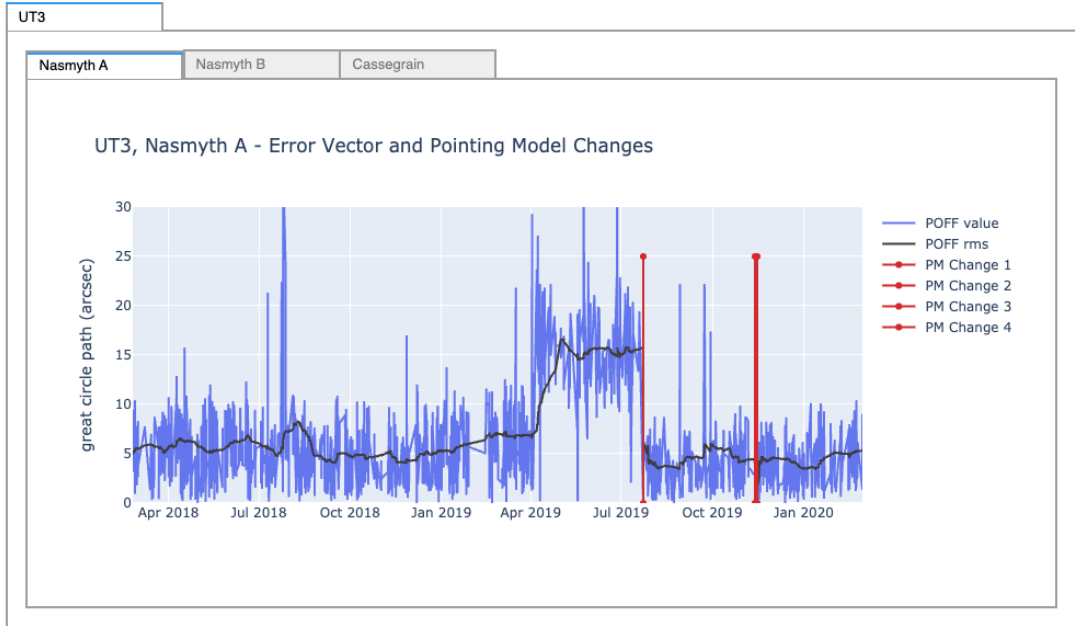 UT3
Nasmyth A
Nasmyth B
Cassegrain
UT3, Nasmyth A - Error Vector and Pointing Model Changes
great circle path (arcsec)
30
25
20
15
10
5
0
Apr 2018
Jul 2018
Oct 2018
Jan 2019
Apr 2019
Jul 2019
Oct 2019
Jan 2020
POFF value
POFF rms
PM Change 1
PM Change 2
PM Change 3
PM Change 4